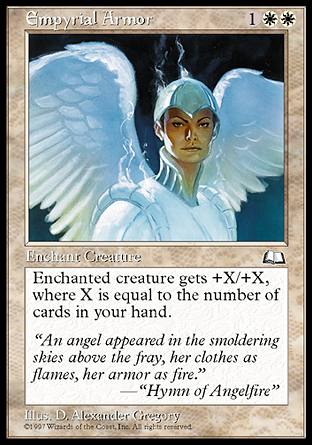 Empyrial Armor 1
Enchant Creature
Enchanted creature gets +X/+X,
where X is equal to the number of
cards in your hand.
“An angel appeared in the smoldering
skies above the fray, her clothes as
flames, her armor as fire.”
—“Hymn of Angelfire”
Illus. D. Alexander Gregory
©1997 Wizards of the Coast, Inc. All rights reserved.